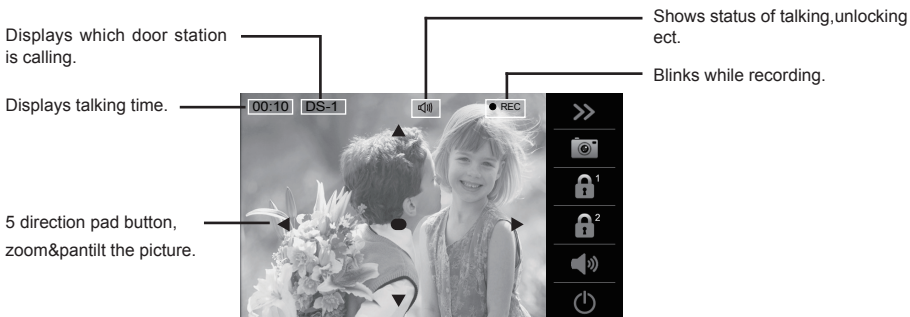 Displays which door station
is calling.
Displays talking time.
5 direction pad button,
zoom&pantilt the picture.
00:10
DS-1
REC
1
2
Shows status of talking,unlocking
ect.
Blinks while recording.